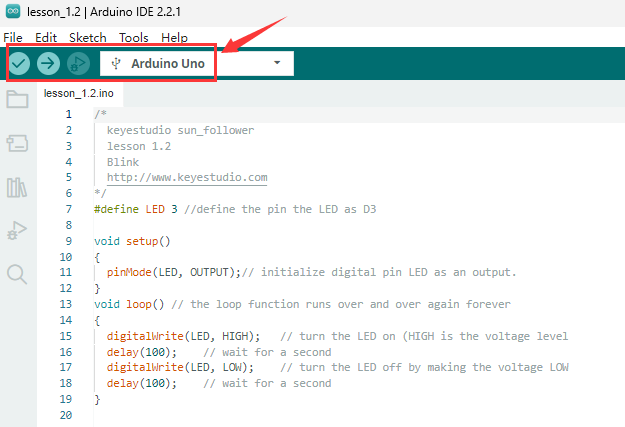 lesson_1.2 | Arduino IDE 2.2.1
File Edit Sketch Tools Help
Arduino Uno
lesson_1.2.ino
1 /*
2 keyestudio sun_follower
3 lesson 1.2
4 Blink
5 http://www.keyestudio.com
6 */
7 #define LED 3 //define the pin the LED as D3
8
9 void setup()
10 {
11 pinMode(LED, OUTPUT);// initialize digital pin LED as an output.
12 }
13 void loop() // the loop function runs over and over again forever
14 {
15 digitalWrite(LED, HIGH); // turn the LED on (HIGH is the voltage level
16 delay(100); // wait for a second
17 digitalWrite(LED, LOW); // turn the LED off by making the voltage LOW
18 delay(100); // wait for a second
19 }
20